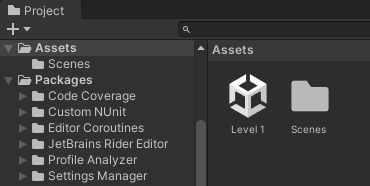 Project
Assets
Scenes
Packages
Code Coverage
Custom NUnit
Editor Coroutines
JetBrains Rider Editor
Profile Analyzer
Settings Manager
Assets
Level 1
Scenes